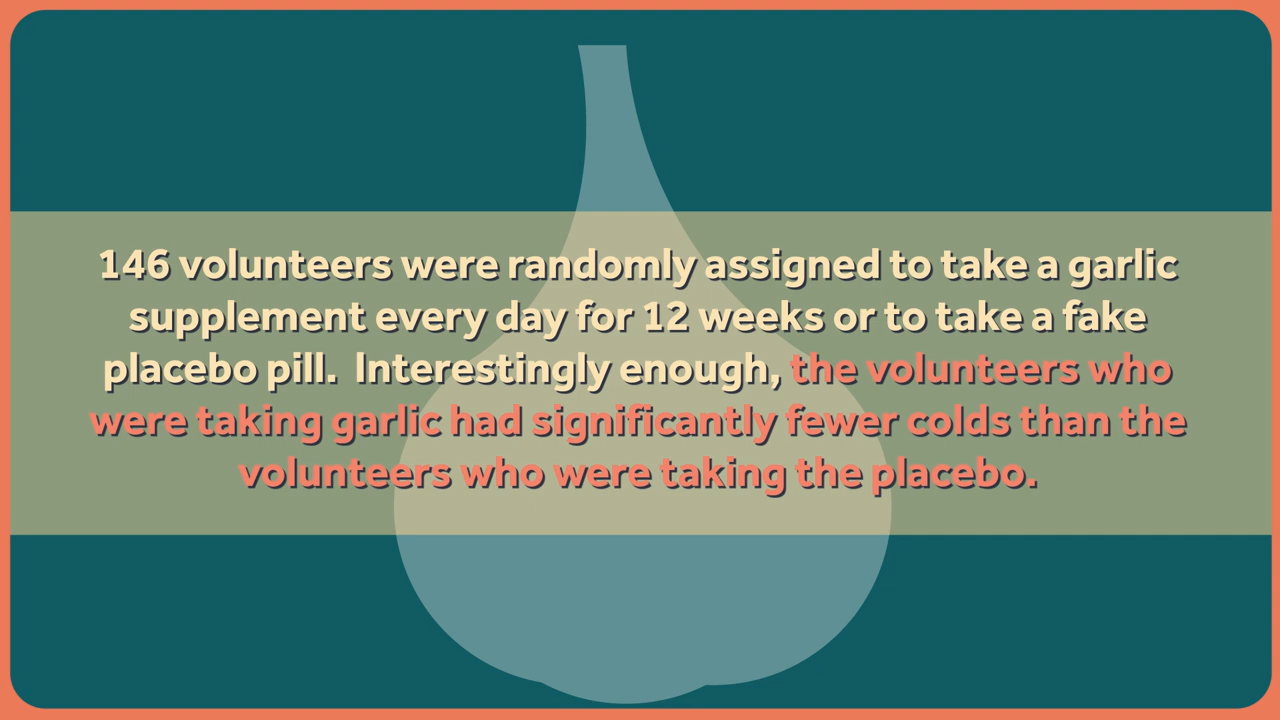 146 volunteers were randomly assigned to take a garlic
supplement every day for 12 weeks or to take a fake
placebo pill.  Interestingly enough, the volunteers who
were taking garlic had significantly fewer colds than the
volunteers who were taking the placebo.